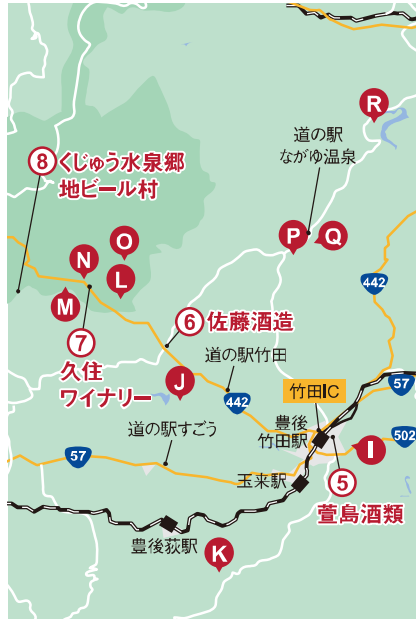 R
道の駅
ながゆ温泉
⑧くじゅう水泉郷
地ビール村
O
P
Q
N
L
M
442
⑦
久住
ワイナリー
⑥佐藤酒造
道の駅竹田
J
竹田IC
57
442
豊後
竹田駅
道の駅すごう
I
502
57
玉来駅
⑤
萱島酒類
豊後荻駅
K